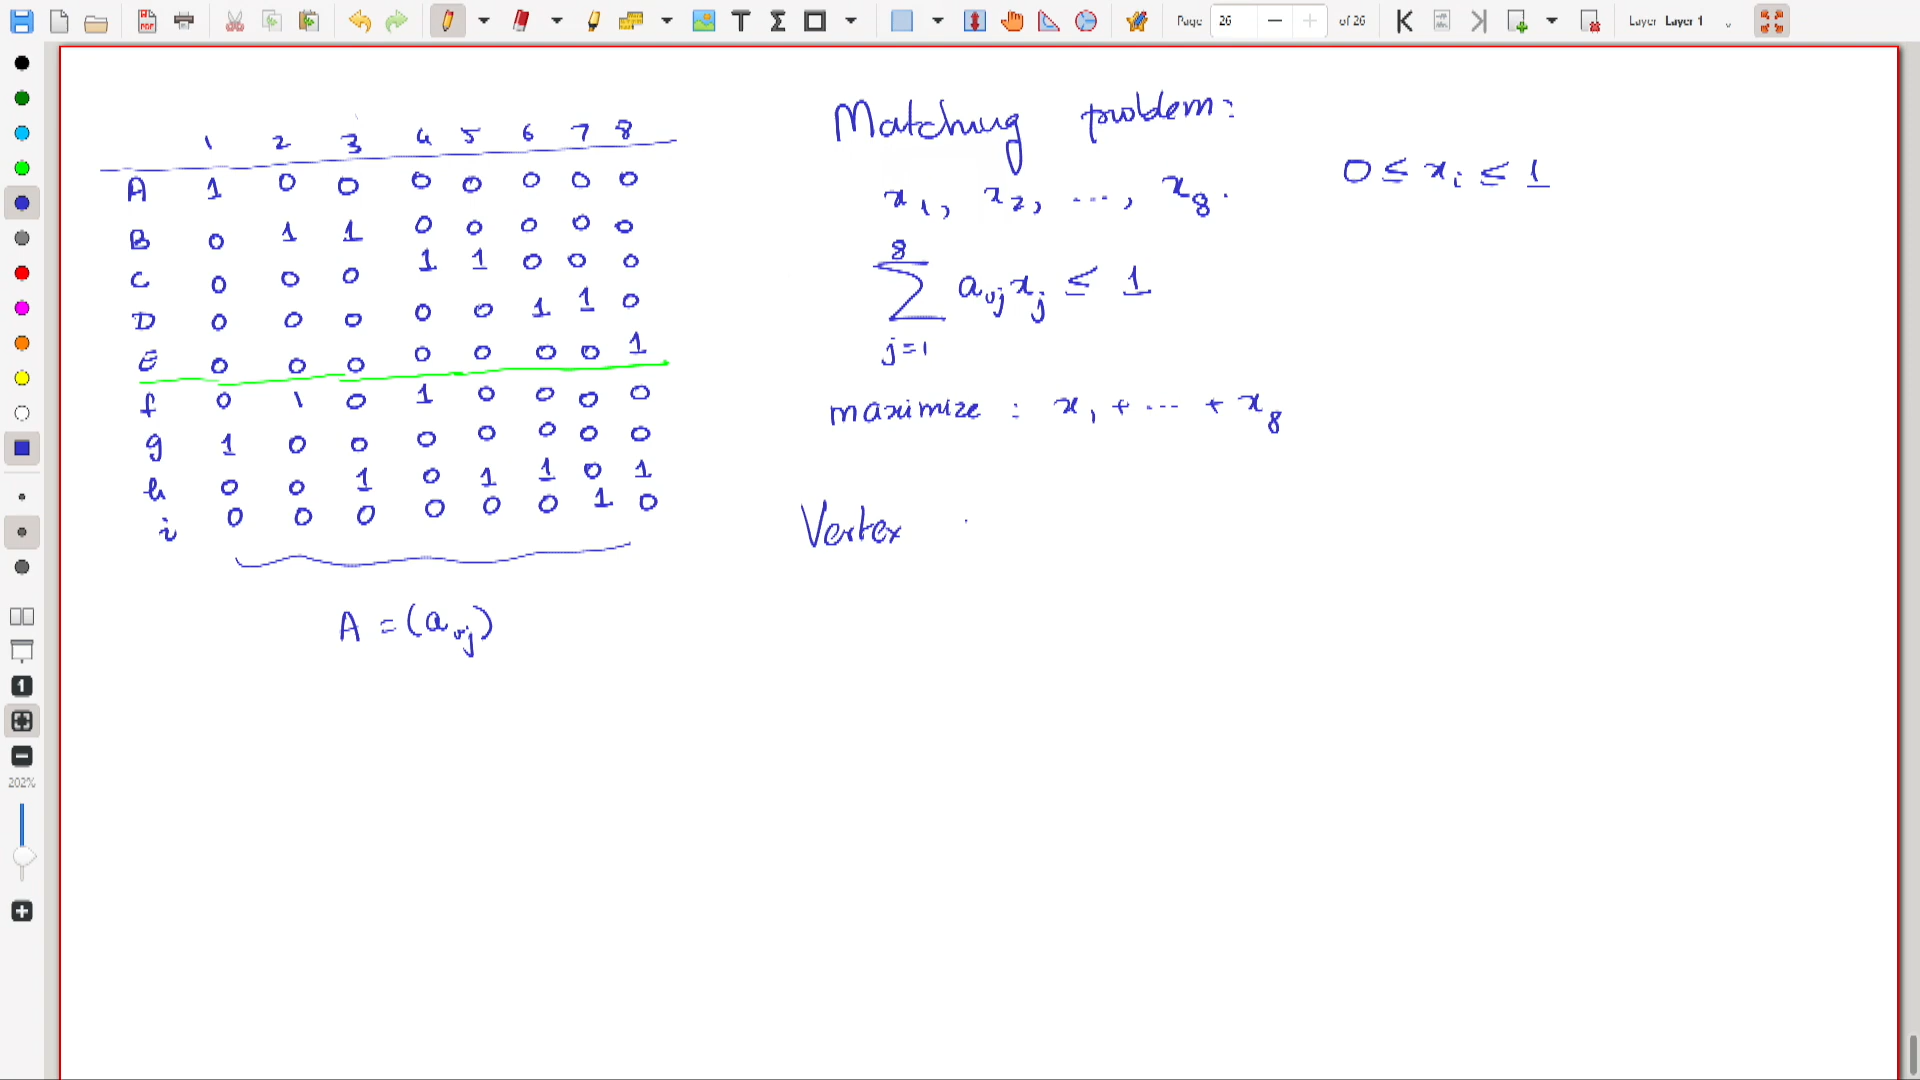 Page 26 of 26 Layer Layer 1
1 2 3 4 5 6 7 8
A 1 0 0 0 0 0 0 0
B 0 1 1 0 0 0 0 0
C 0 0 0 1 1 0 0 0
D 0 0 0 0 0 1 1 0
E 0 0 0 0 0 0 0 1
f 0 1 0 1 0 0 0 0
g 1 0 0 0 0 0 0 0
h 0 0 1 0 1 1 0 1
i 0 0 0 0 0 0 1 0
A = (a_vj)
Matching problem:
x_1, x_2, ..., x_8.
0 ≤ x_i ≤ 1
8
∑ a_vj x_j ≤ 1
j=1
maximize : x_1 + ... + x_8
Vertex
202%